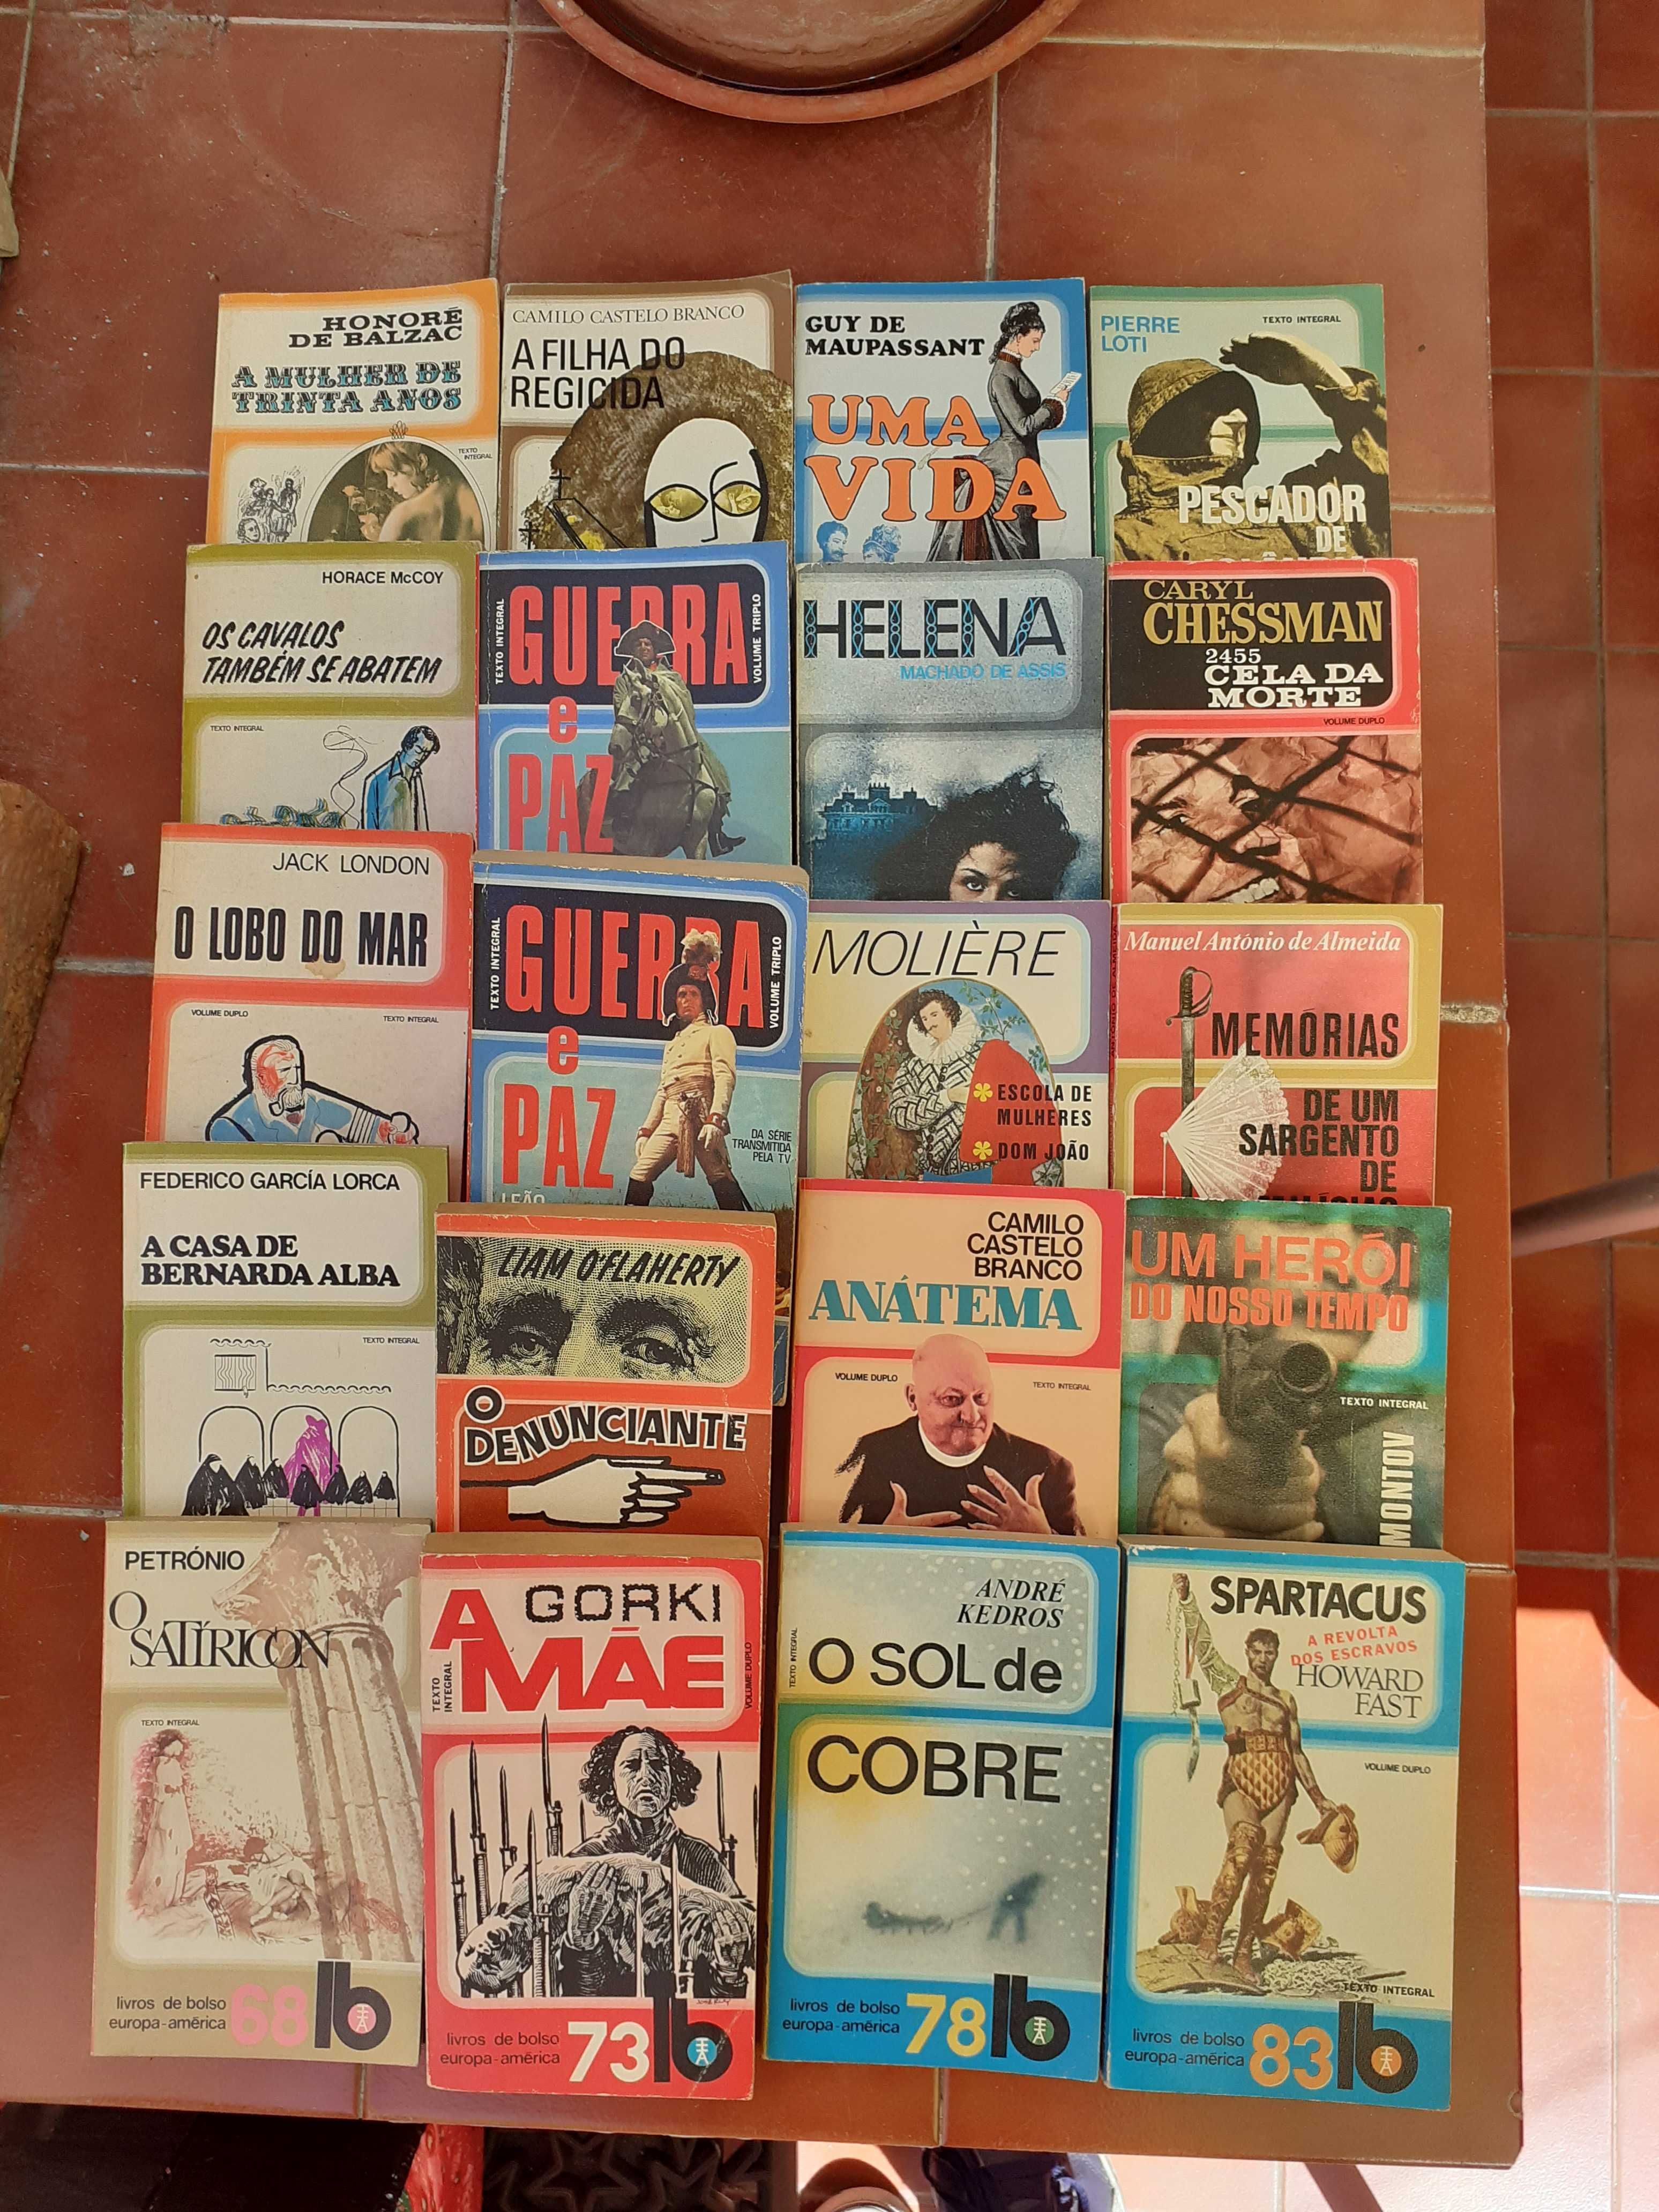 HONORÉ
DE BALZAC
A MULHER DE
TRINTA ANOS
TEXTO
INTEGRAL
CAMILO CASTELO BRANCO
A FILHA DO
REGICIDA
GUY DE
MAUPASSANT
UMA
VIDA
PIERRE
LOTI
TEXTO INTEGRAL
PESCADOR
DE
HORACE McCOY
OS CAVALOS
TAMBÉM SE ABATEM
TEXTO INTEGRAL
TEXTO INTEGRAL
GUERRA
VOLUME TRIPLO
e
PAZ
HELENA
MACHADO DE ASSIS
CARYL
CHESSMAN
2455
CELA DA
MORTE
VOLUME DUPLO
JACK LONDON
O LOBO DO MAR
VOLUME DUPLO
TEXTO INTEGRAL
TEXTO INTEGRAL
GUERRA
VOLUME TRIPLO
e
PAZ
DA SÉRIE
TRANSMITIDA
PELA TV
LEÃO
MOLIÈRE
ESCOLA DE
MULHERES
DOM JOÃO
Manuel António de Almeida
MEMÓRIAS
DE UM
SARGENTO
DE
FEDERICO GARCÍA LORCA
A CASA DE
BERNARDA ALBA
TEXTO INTEGRAL
LIAM O'FLAHERTY
O
DENUNCIANTE
CAMILO
CASTELO
BRANCO
ANÁTEMA
VOLUME DUPLO
TEXTO INTEGRAL
UM HERÓI
DO NOSSO TEMPO
TEXTO INTEGRAL
MONTOV
PETRÓNIO
O
SATÍRICON
TEXTO INTEGRAL
livros de bolso
europa-américa
68
lb
GORKI
A
MÃE
TEXTO
INTEGRAL
VOLUME DUPLO
livros de bolso
europa-américa
73
lb
ANDRÉ
KEDROS
TEXTO INTEGRAL
O SOL de
COBRE
livros de bolso
europa-américa
78
lb
SPARTACUS
A REVOLTA
DOS ESCRAVOS
HOWARD
FAST
VOLUME DUPLO
TEXTO INTEGRAL
livros de bolso
europa-américa
83
lb